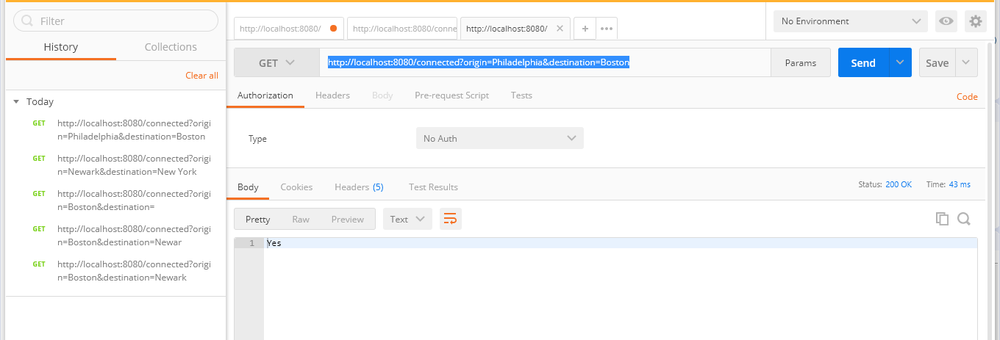 Filter
History
Collections
Clear all
Today
GET http://localhost:8080/connected?origi
n=Philadelphia&destination=Boston
GET http://localhost:8080/connected?origi
n=Newark&destination=New York
GET http://localhost:8080/connected?origi
n=Boston&destination=
GET http://localhost:8080/connected?origi
n=Boston&destination=Newar
GET http://localhost:8080/connected?origi
n=Boston&destination=Newark
http://localhost:8080/
http://localhost:8080/conne
http://localhost:8080/
No Environment
GET
http://localhost:8080/connected?origin=Philadelphia&destination=Boston
Params
Send
Save
Authorization
Headers
Body
Pre-request Script
Tests
Code
Type
No Auth
Body
Cookies
Headers (5)
Test Results
Status: 200 OK
Time: 43 ms
Pretty
Raw
Preview
Text
1 Yes